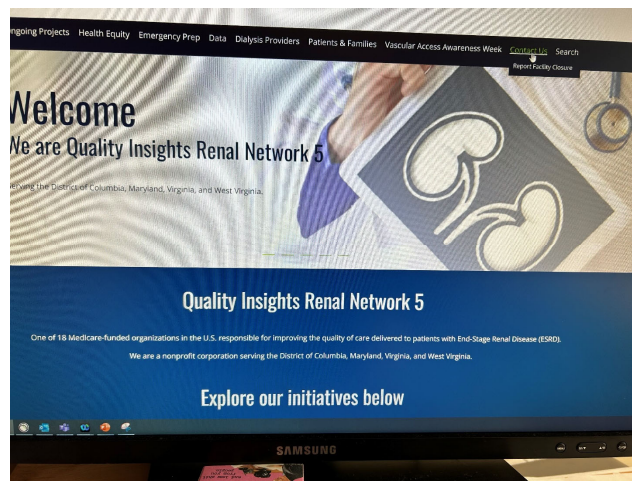 ngoing Projects Health Equity Emergency Prep Data Dialysis Providers Patients & Families Vascular Access Awareness Week Contact Us Search
Report Facility Closure
Welcome
We are Quality Insights Renal Network 5
serving the District of Columbia, Maryland, Virginia, and West Virginia.
Quality Insights Renal Network 5
One of 18 Medicare-funded organizations in the U.S. responsible for improving the quality of care delivered to patients with End-Stage Renal Disease (ESRD).
We are a nonprofit corporation serving the District of Columbia, Maryland, Virginia, and West Virginia.
Explore our initiatives below
SAMSUNG